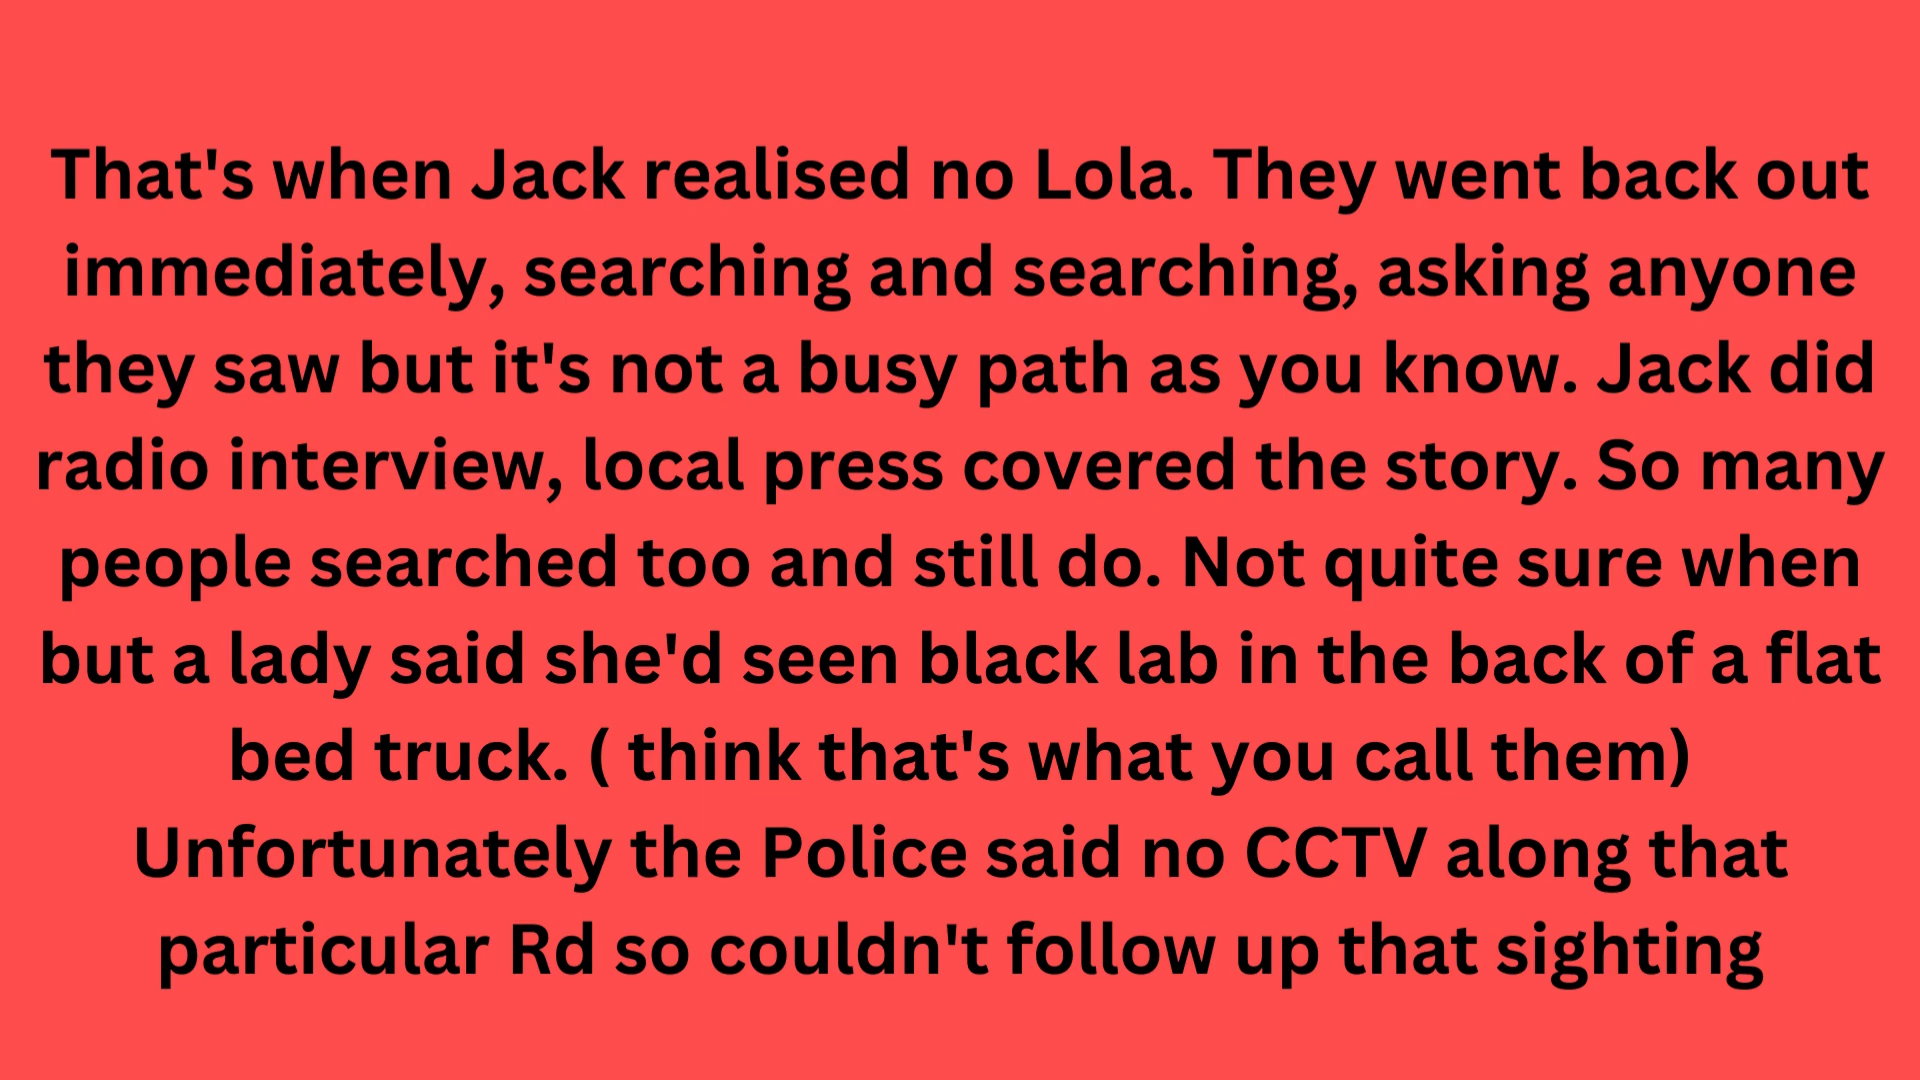 That's when Jack realised no Lola. They went back out
immediately, searching and searching, asking anyone
they saw but it's not a busy path as you know. Jack did
radio interview, local press covered the story. So many
people searched too and still do. Not quite sure when
but a lady said she'd seen black lab in the back of a flat
bed truck. ( think that's what you call them)
Unfortunately the Police said no CCTV along that
particular Rd so couldn't follow up that sighting